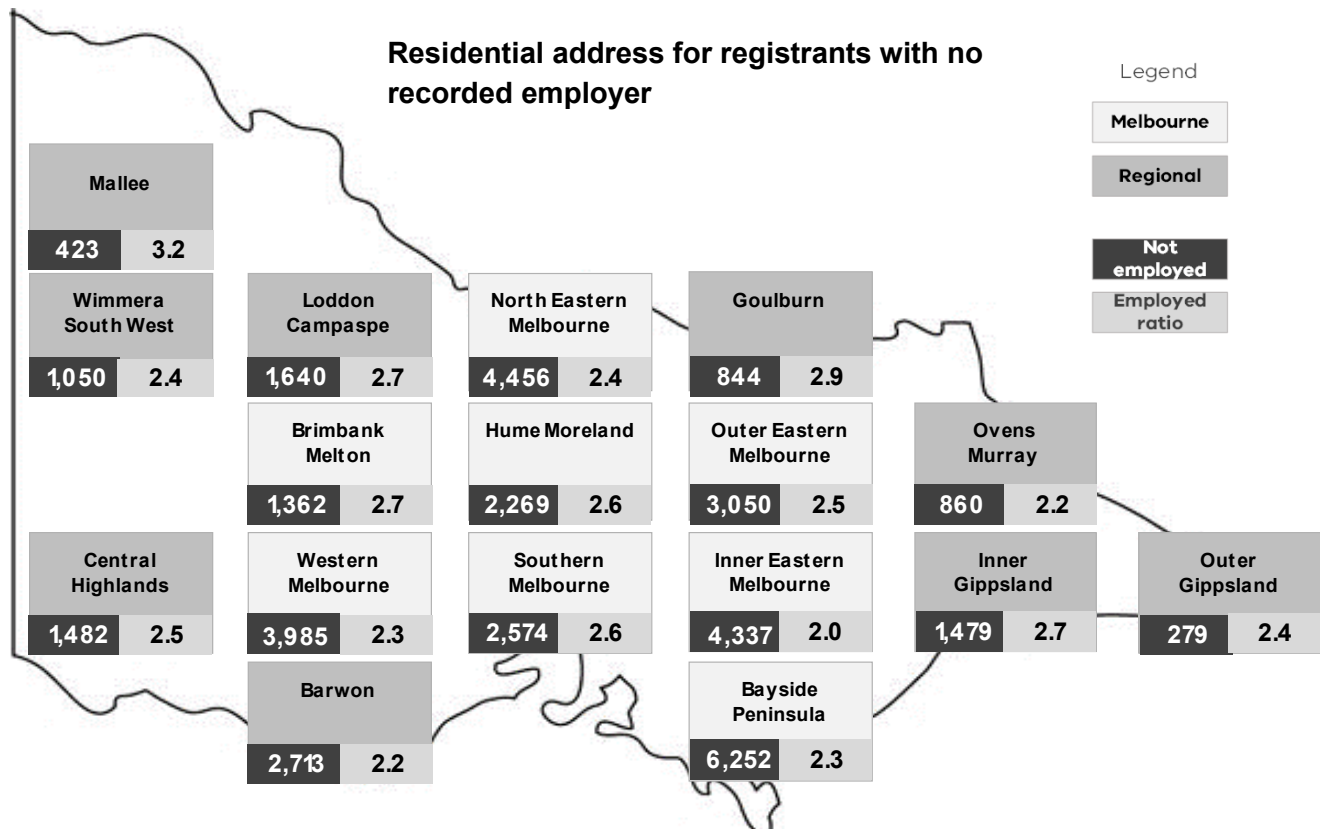 Residential address for registrants with no
recorded employer
Legend
Melbourne
Regional
Not
employed
Employed
ratio
Mallee
423 3.2
Wimmera
South West
1,050 2.4
Loddon
Campaspe
1,640 2.7
North Eastern
Melbourne
4,456 2.4
Goulburn
844 2.9
Brimbank
Melton
1,362 2.7
Hume Moreland
2,269 2.6
Outer Eastern
Melbourne
3,050 2.5
Ovens
Murray
860 2.2
Central
Highlands
1,482 2.5
Western
Melbourne
3,985 2.3
Southern
Melbourne
2,574 2.6
Inner Eastern
Melbourne
4,337 2.0
Inner
Gippsland
1,479 2.7
Outer
Gippsland
279 2.4
Barwon
2,713 2.2
Bayside
Peninsula
6,252 2.3